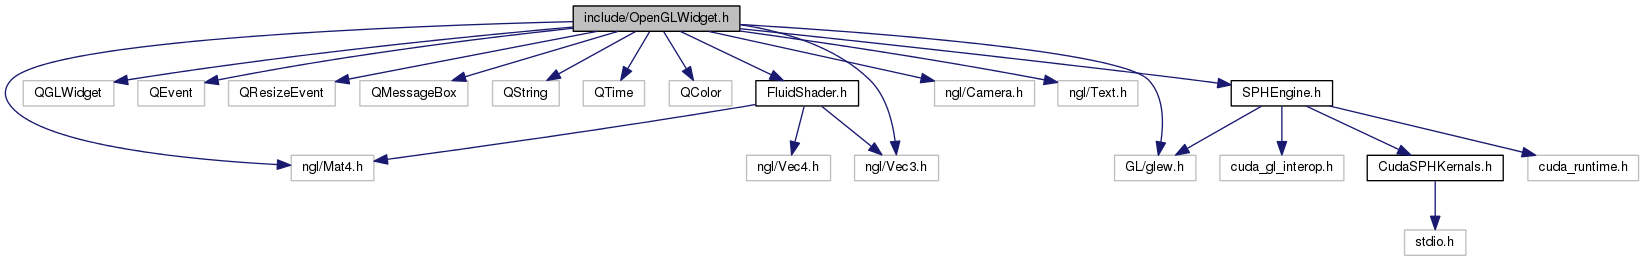 include/OpenGLWidget.h
QGLWidget
QEvent
QResizeEvent
QMessageBox
QString
QTime
QColor
FluidShader.h
ngl/Camera.h
ngl/Text.h
SPHEngine.h
ngl/Mat4.h
ngl/Vec4.h
ngl/Vec3.h
GL/glew.h
cuda_gl_interop.h
CudaSPHKernals.h
cuda_runtime.h
stdio.h